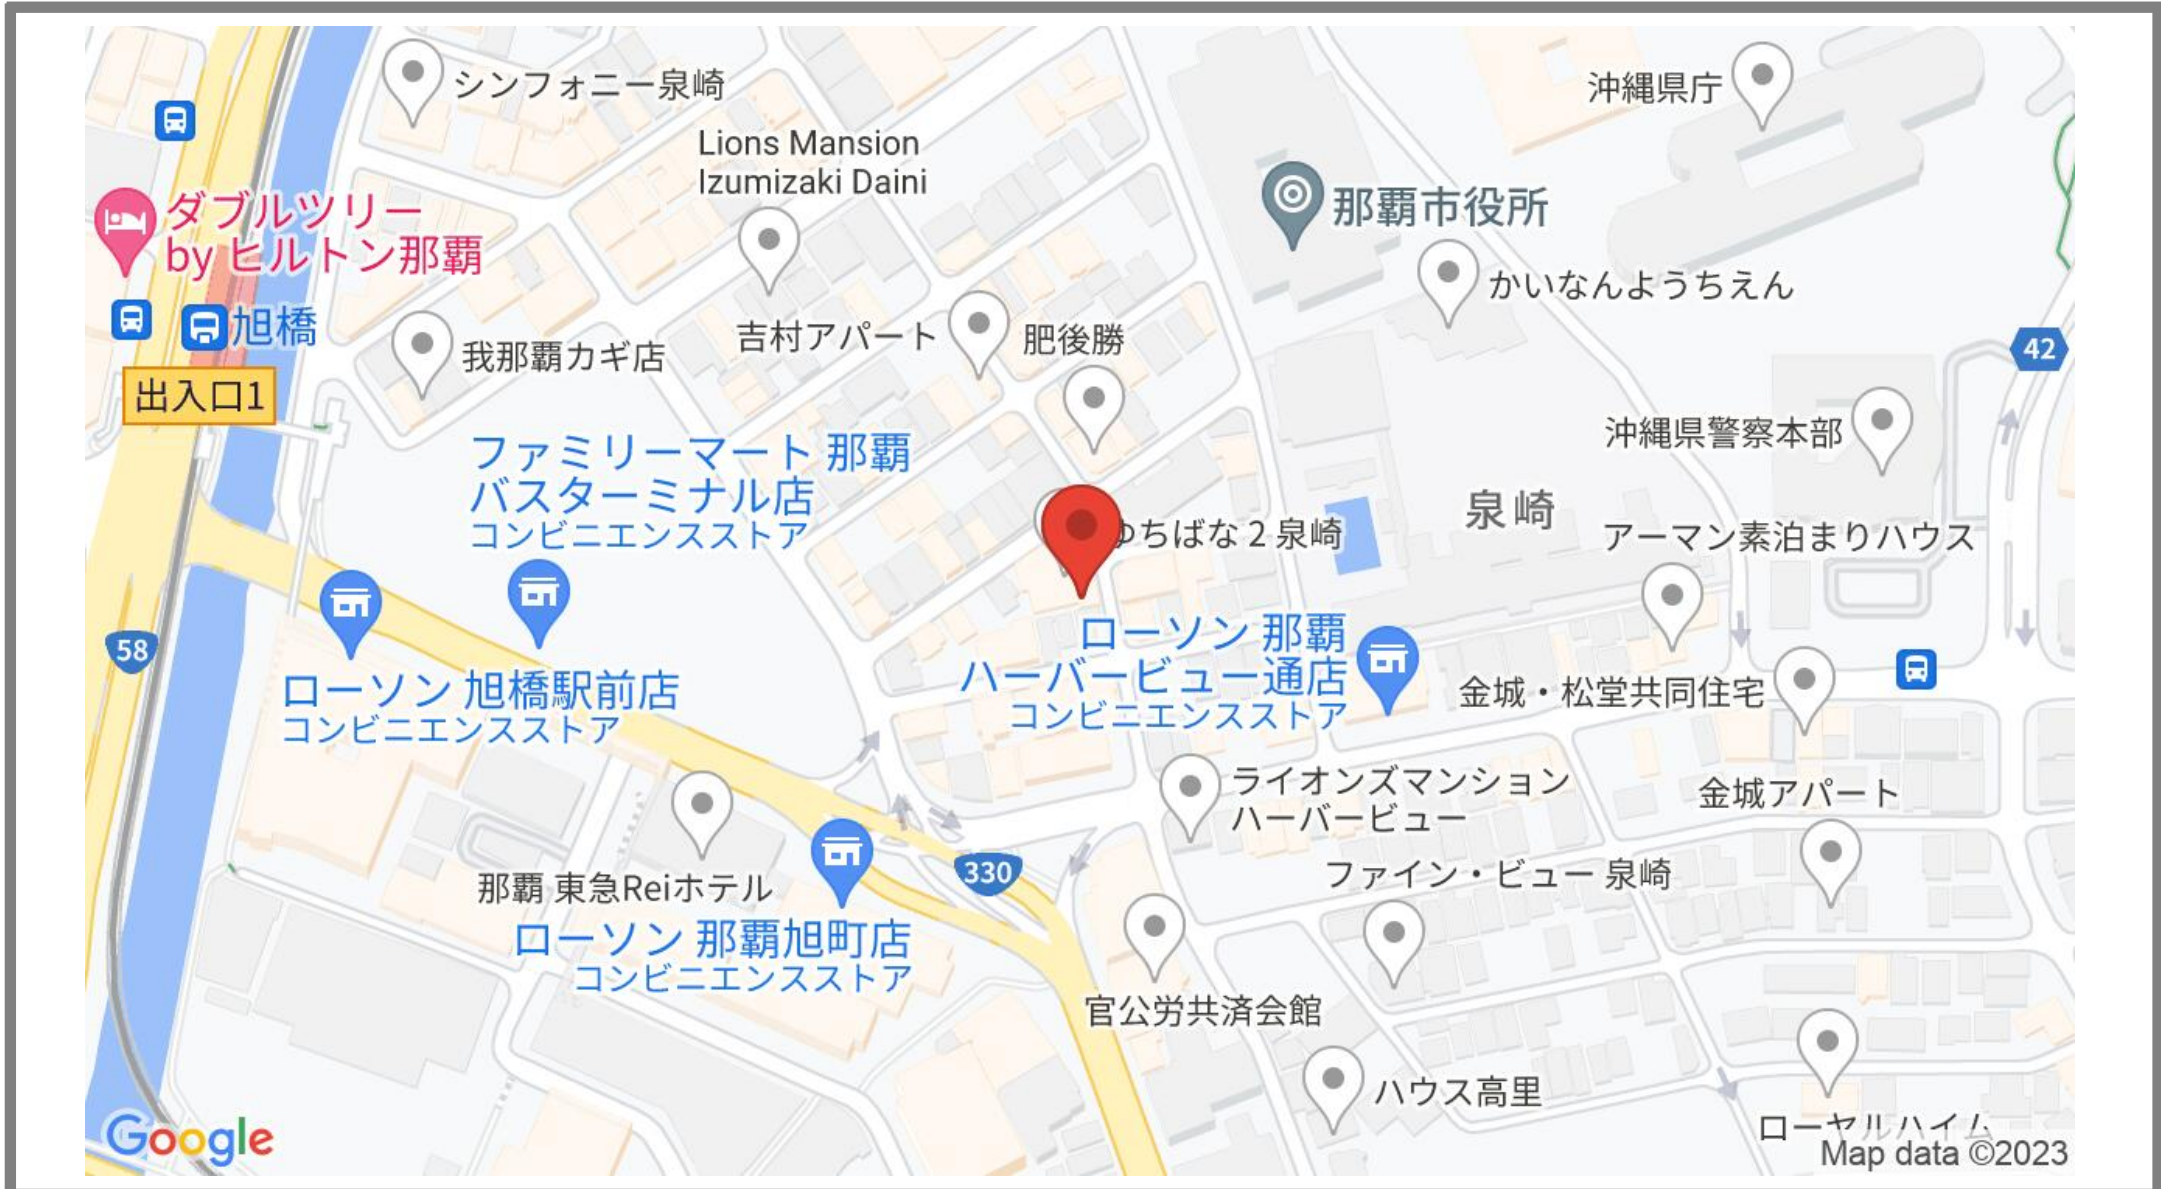 シンフォニー泉崎
沖縄県庁
Lions Mansion
Izumizaki Daini
ダブルツリー
by ヒルトン那覇
那覇市役所
かいなんようちえん
旭橋
吉村アパート
肥後勝
我那覇カギ店
42
出入口1
沖縄県警察本部
ファミリーマート 那覇
バスターミナル店
コンビニエンスストア
泉崎
ゆちばな2泉崎
アーマン素泊まりハウス
58
ローソン 那覇
ハーバービュー通店
コンビニエンスストア
ローソン 旭橋駅前店
コンビニエンスストア
金城・松堂共同住宅
ライオンズマンション
ハーバービュー
金城アパート
330
那覇 東急Reiホテル
ファイン・ビュー 泉崎
ローソン 那覇旭町店
コンビニエンスストア
官公労共済会館
ハウス高里
ローヤルハイム
Google
Map data ©2023